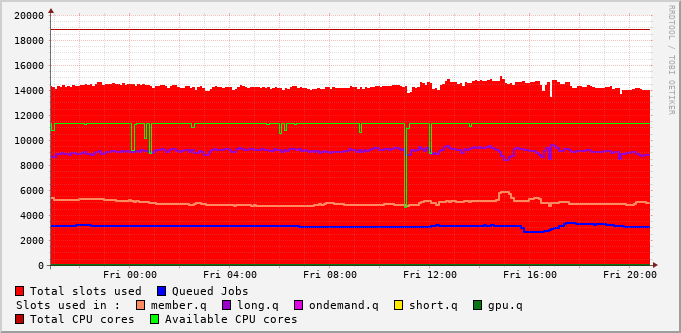 20000
18000
16000
14000
12000
10000
8000
6000
4000
2000
0
Fri 00:00 Fri 04:00 Fri 08:00 Fri 12:00 Fri 16:00 Fri 20:00
Total slots used Queued Jobs
Slots used in : member.q long.q ondemand.q short.q gpu.q
Total CPU cores Available CPU cores
RRDTOOL / TOBI OETIKER